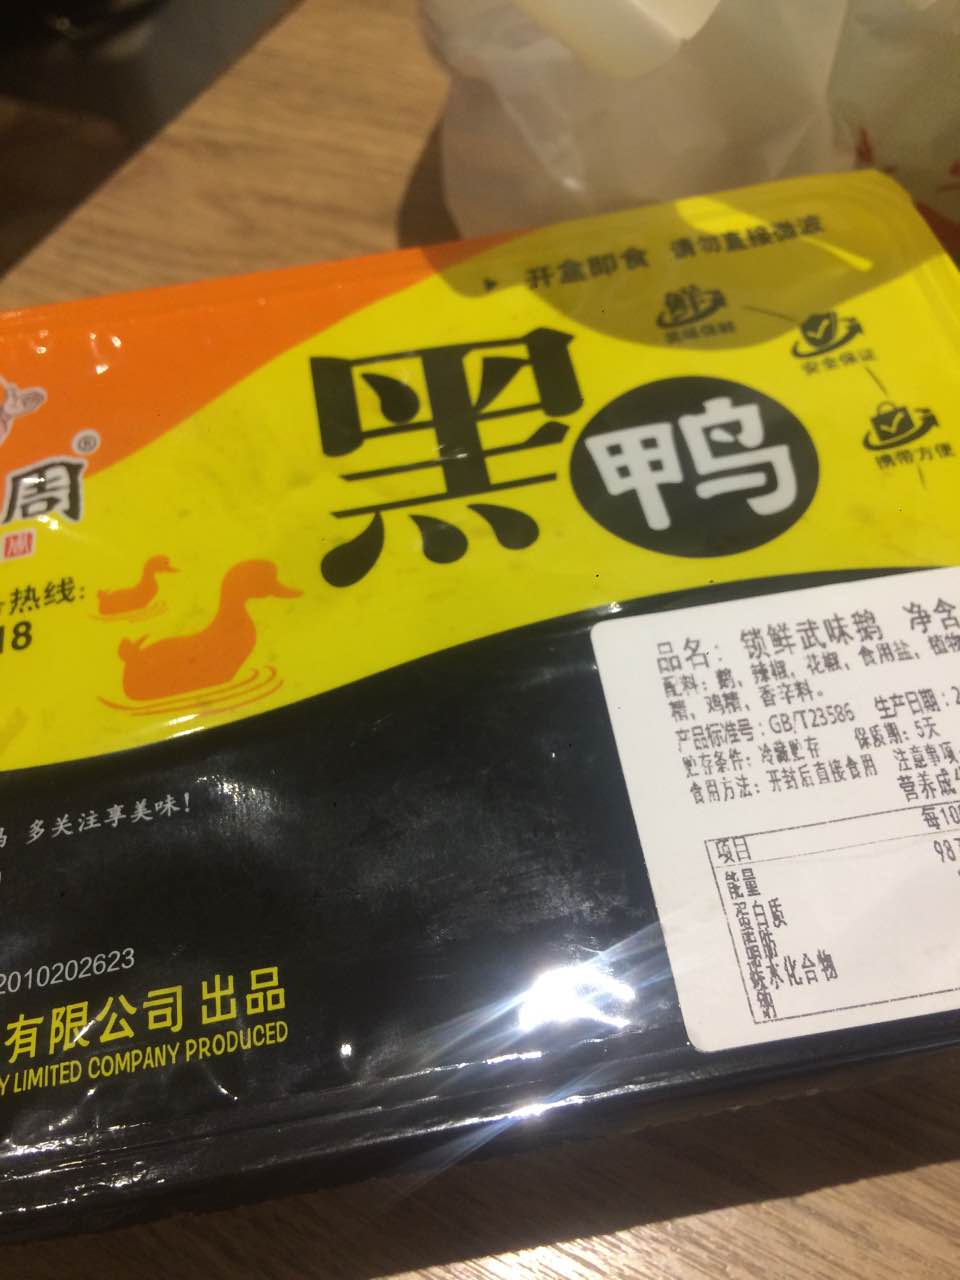 开盒即食 请勿直接微波
鲜
美味保鲜
安全保证
携带方便
黑鸭
周®
热线:
18
多关注享美味!
2010202623
有限公司 出品
Y LIMITED COMPANY PRODUCED
品名: 锁鲜武味鹅 净含
配料: 鹅、辣椒、花椒、食用盐、植物
精、鸡精、香辛料。
产品标准号: GB/T23586 生产日期: 2
贮存条件: 冷藏贮存 保质期: 5天
食用方法: 开封后直接食用 注意事项
营养成
每10
项目
987
能量
蛋白质
脂肪
碳水化合物
钠